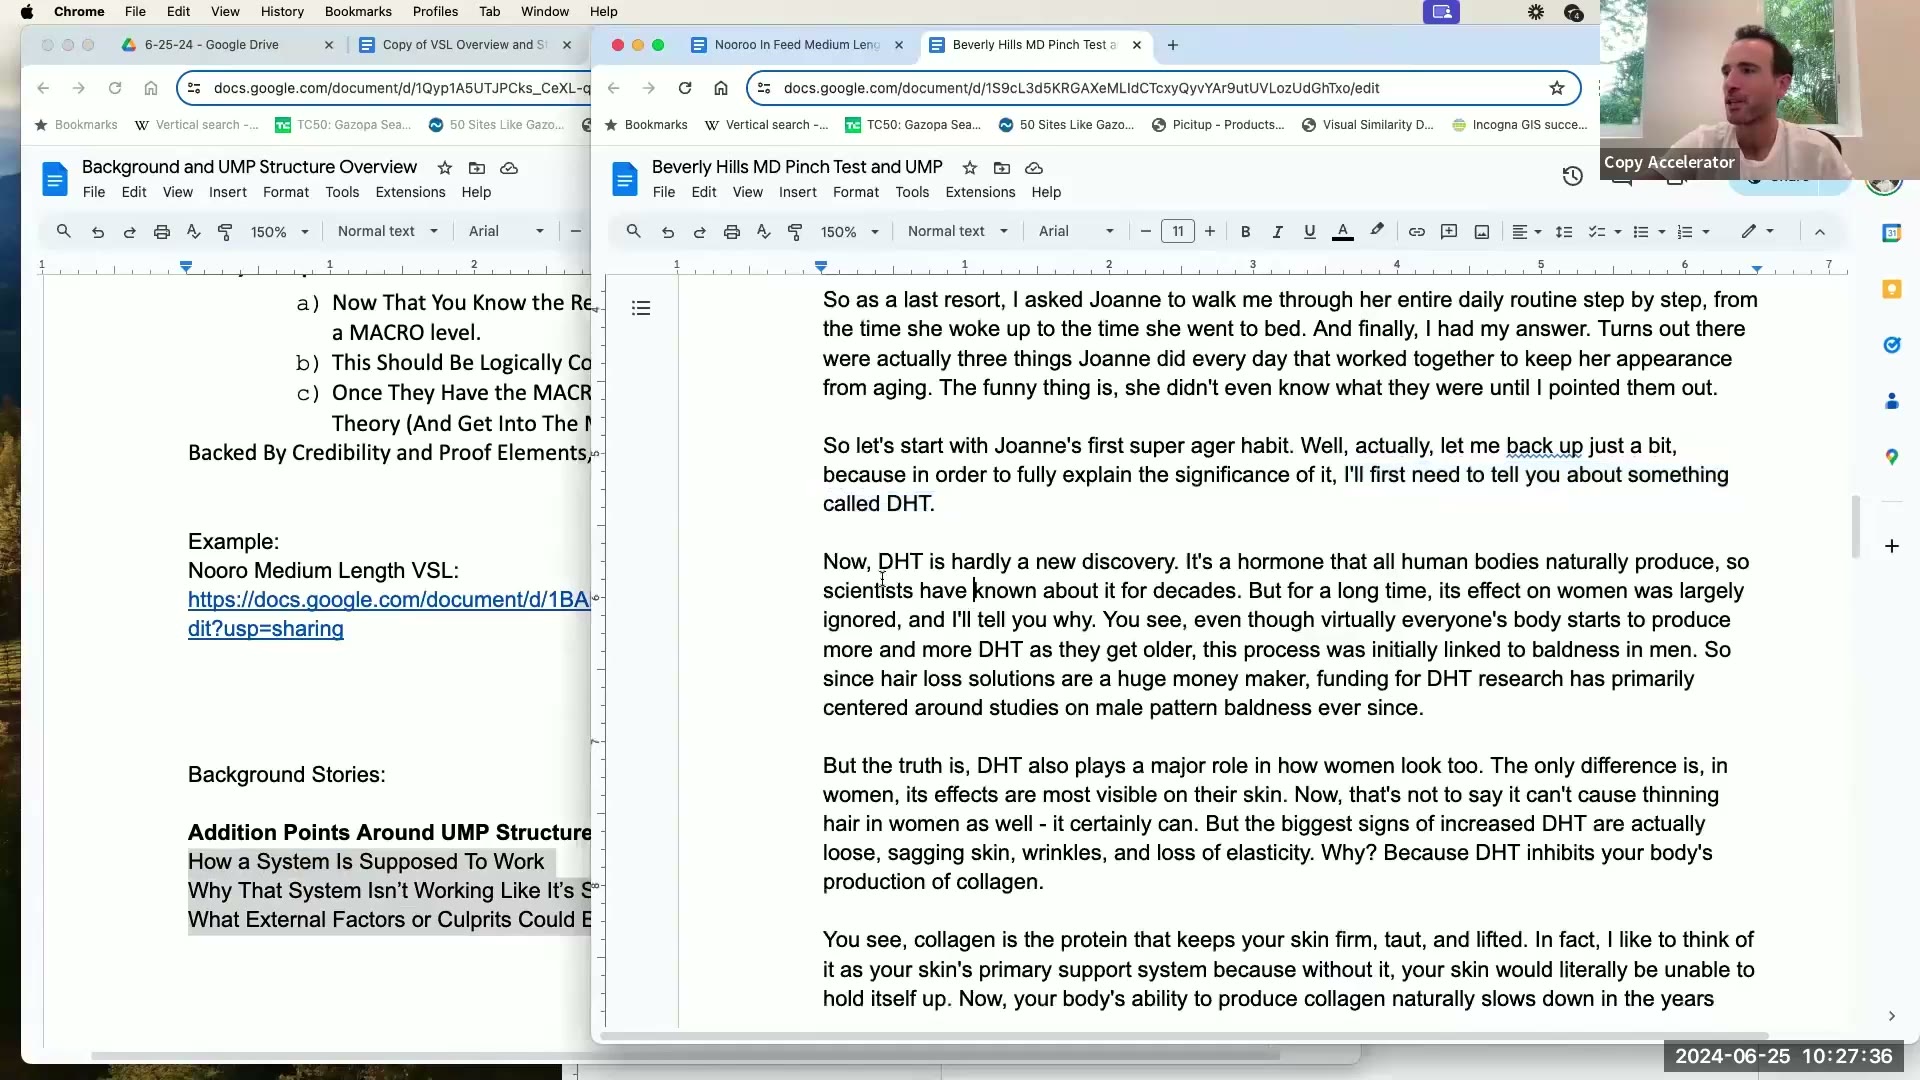 Chrome File Edit View History Bookmarks Profiles Tab Window Help
4
6-25-24 - Google Drive
Copy of VSL Overview and S
Nooroo In Feed Medium Leng
Beverly Hills MD Pinch Test a
docs.google.com/document/d/1Qyp1A5UTJPCks_CeXL-q
docs.google.com/document/d/1S9cL3d5KRGAXeMLIdCTcxyQyvYAr9utUVLozUdGhTxo/edit
Bookmarks Vertical search -... TC50: Gazopa Sea... 50 Sites Like Gazo...
Bookmarks Vertical search -... TC50: Gazopa Sea... 50 Sites Like Gazo... Picitup - Products... Visual Similarity D... Incogna GIS succe...
Copy Accelerator
Background and UMP Structure Overview
File Edit View Insert Format Tools Extensions Help
150% Normal text Arial
a) Now That You Know the Re
a MACRO level.
b) This Should Be Logically Co
c) Once They Have the MACR
Theory (And Get Into The M
Backed By Credibility and Proof Elements,
Example:
Nooro Medium Length VSL:
https://docs.google.com/document/d/1BA
dit?usp=sharing
Background Stories:
Addition Points Around UMP Structure
How a System Is Supposed To Work
Why That System Isn't Working Like It's S
What External Factors or Culprits Could B
Beverly Hills MD Pinch Test and UMP
File Edit View Insert Format Tools Extensions Help
150% Normal text Arial 11
So as a last resort, I asked Joanne to walk me through her entire daily routine step by step, from
the time she woke up to the time she went to bed. And finally, I had my answer. Turns out there
were actually three things Joanne did every day that worked together to keep her appearance
from aging. The funny thing is, she didn't even know what they were until I pointed them out.
So let's start with Joanne's first super ager habit. Well, actually, let me back up just a bit,
because in order to fully explain the significance of it, I'll first need to tell you about something
called DHT.
Now, DHT is hardly a new discovery. It's a hormone that all human bodies naturally produce, so
scientists have known about it for decades. But for a long time, its effect on women was largely
ignored, and I'll tell you why. You see, even though virtually everyone's body starts to produce
more and more DHT as they get older, this process was initially linked to baldness in men. So
since hair loss solutions are a huge money maker, funding for DHT research has primarily
centered around studies on male pattern baldness ever since.
But the truth is, DHT also plays a major role in how women look too. The only difference is, in
women, its effects are most visible on their skin. Now, that's not to say it can't cause thinning
hair in women as well - it certainly can. But the biggest signs of increased DHT are actually
loose, sagging skin, wrinkles, and loss of elasticity. Why? Because DHT inhibits your body's
production of collagen.
You see, collagen is the protein that keeps your skin firm, taut, and lifted. In fact, I like to think of
it as your skin's primary support system because without it, your skin would literally be unable to
hold itself up. Now, your body's ability to produce collagen naturally slows down in the years
2024-06-25 10:27:36